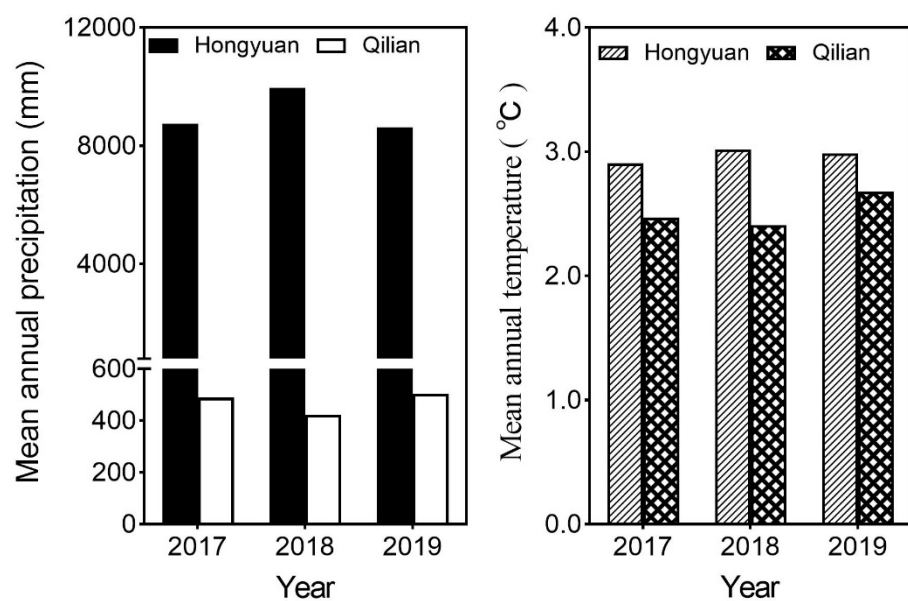 Mean annual precipitation (mm)
12000
8000
4000
600
400
200
0
Hongyuan Qilian
2017 2018 2019
Year
Mean annual temperature ( ℃ )
4.0
3.0
2.0
1.0
0.0
Hongyuan Qilian
2017 2018 2019
Year